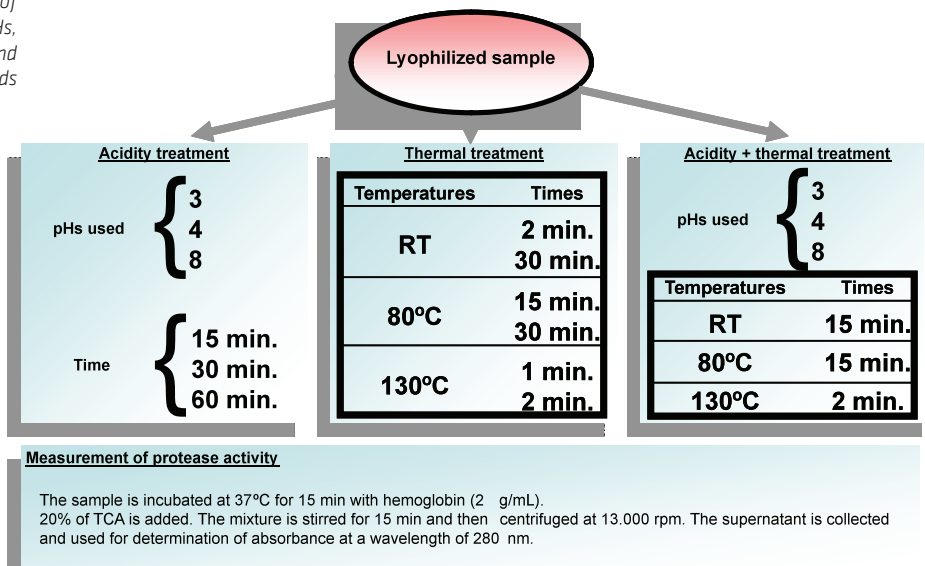 of
ds,
nd
ds
Lyophilized sample
Acidity treatment
pHs used
3
4
8
Time
15 min.
30 min.
60 min.
Thermal treatment
Temperatures Times
RT
2 min.
30 min.
80ºC
15 min.
30 min.
130ºC
1 min.
2 min.
Acidity + thermal treatment
pHs used
3
4
8
Temperatures Times
RT 15 min.
80ºC 15 min.
130ºC 2 min.
Measurement of protease activity
The sample is incubated at 37ºC for 15 min with hemoglobin (2 g/mL).
20% of TCA is added. The mixture is stirred for 15 min and then centrifuged at 13.000 rpm. The supernatant is collected
and used for determination of absorbance at a wavelength of 280 nm.